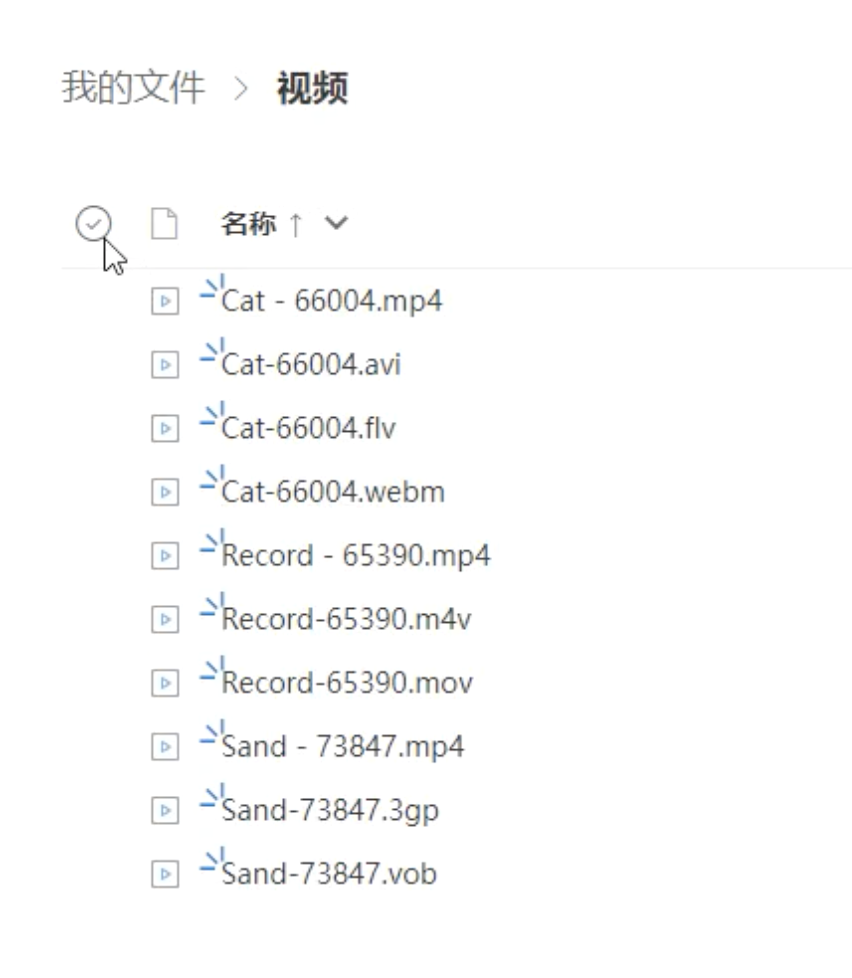 我的文件 > 视频
名称 ↑
Cat - 66004.mp4
Cat-66004.avi
Cat-66004.flv
Cat-66004.webm
Record - 65390.mp4
Record-65390.m4v
Record-65390.mov
Sand - 73847.mp4
Sand-73847.3gp
Sand-73847.vob